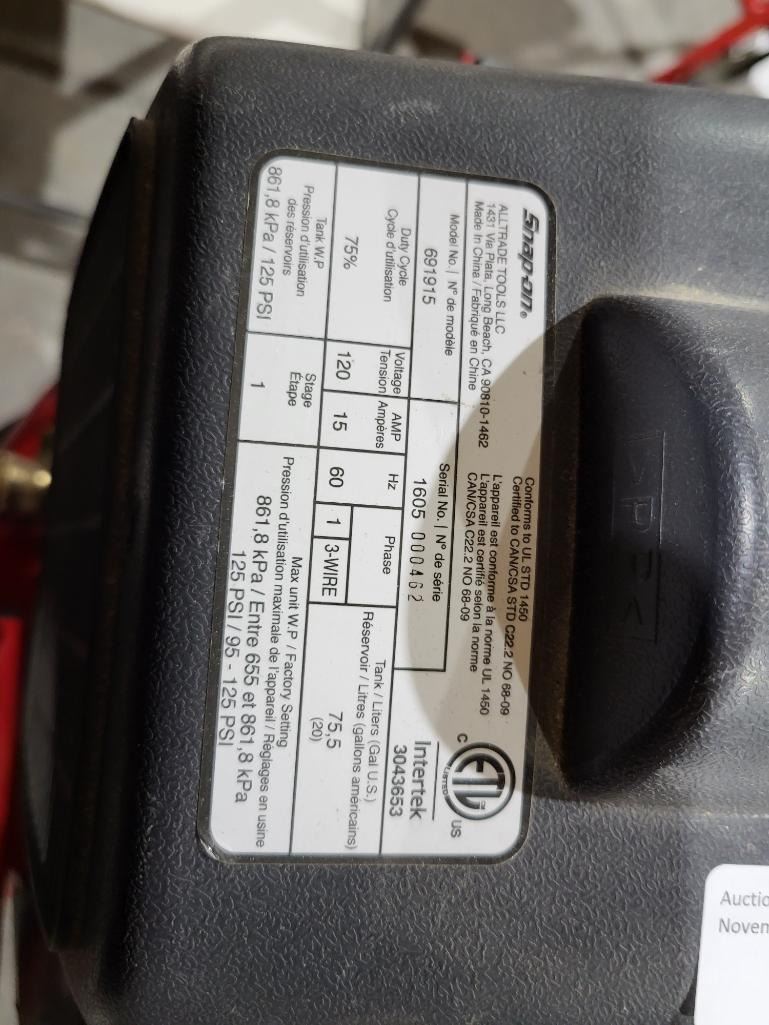 Snap-on®
ALLTRADE TOOLS LLC
1431 Via Plata, Long Beach, CA 90810-1462
Made In China / Fabriqué en Chine
Conforms to UL STD 1450
Certified to CAN/CSA STD C22.2 NO 68-09
L'appareil est conforme à la norme UL 1450
L'appareil est certifié selon la norme
CAN/CSA C22.2 NO 68-09
ETL
CM
LISTED
C US
Intertek
3043653
Model No. | N° de modèle
691915
Serial No. | N° de série
1605 000462
Duty Cycle
Cycle d'utilisation
75%
Voltage
Tension
120
AMP
Ampères
15
Hz
60
Phase
1 3-WIRE
Tank / Liters (Gal U.S.)
Réservoir / Litres (gallons américains)
75,5
(20)
Tank W.P
Pression d'utilisation
des réservoirs
861,8 kPa / 125 PSI
Stage
Étape
1
Max unit W.P / Factory Setting
Pression d'utilisation maximale de l'appareil / Réglages en usine
861,8 kPa / Entre 655 et 861,8 kPa
125 PSI / 95 - 125 PSI